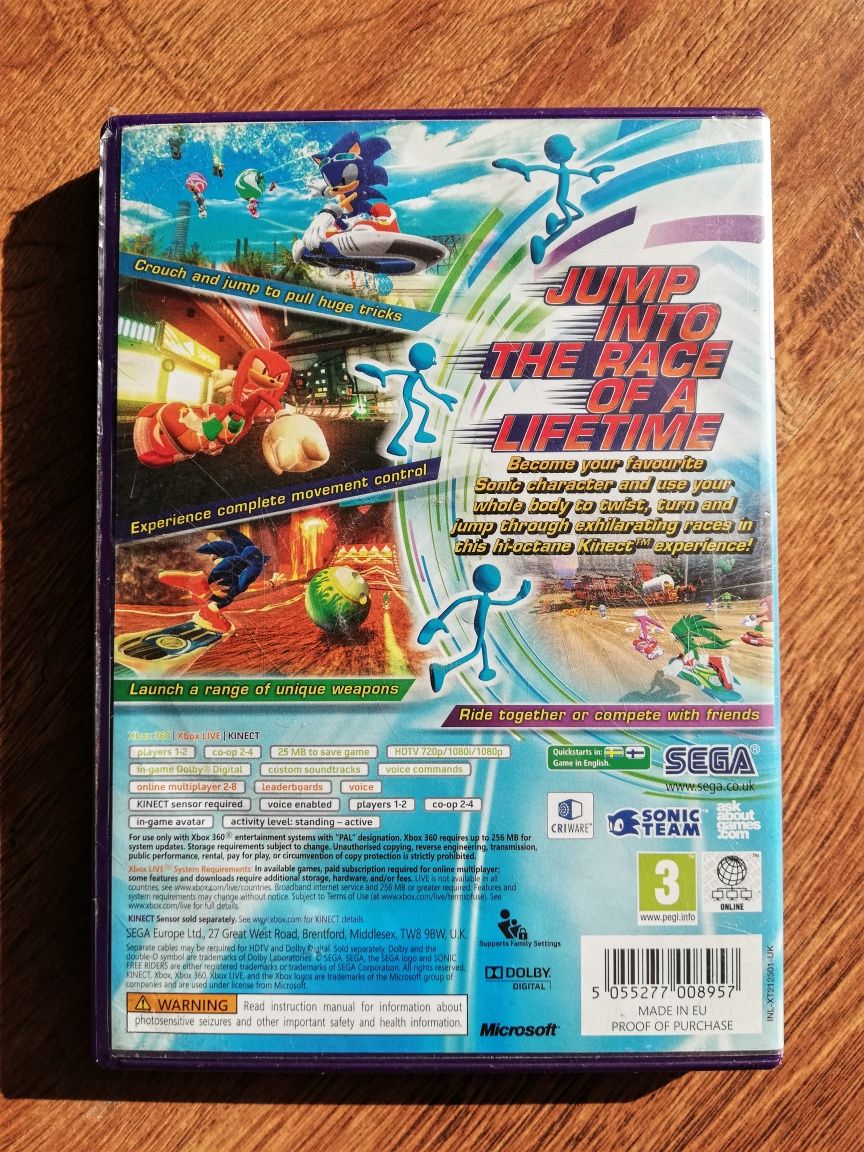 Crouch and jump to pull huge tricks
JUMP
INTO
THE RACE
OF A
LIFETIME
Experience complete movement control
Become your favourite
Sonic character and use your
whole body to twist, turn and
jump through exhilarating races in
this hi-octane Kinect™ experience!
Launch a range of unique weapons
Ride together or compete with friends
Xbox 360 | Xbox LIVE | KINECT
players 1-2 co-op 2-4 25 MB to save game HDTV 720p/1080i/1080p
in-game Dolby® Digital custom soundtracks voice commands
online multiplayer 2-8 leaderboards voice
KINECT sensor required voice enabled players 1-2 co-op 2-4
in-game avatar activity level: standing – active
Quickstarts in:
Game in English.
SEGA®
www.sega.co.uk
CRIWARE™
SONIC
TEAM™
ask
about
games
.com
For use only with Xbox 360® entertainment systems with "PAL" designation. Xbox 360 requires up to 256 MB for
system updates. Storage requirements subject to change. Unauthorised copying, reverse engineering, transmission,
public performance, rental, pay for play, or circumvention of copy protection is strictly prohibited.
Xbox LIVE™ System Requirements: In available games, paid subscription required for online multiplayer;
some features and downloads require additional storage, hardware, and/or fees. LIVE is not available in all
countries, see www.xbox.com/live/countries. Broadband internet service and 256 MB or greater required. Features and
system requirements may change without notice. Subject to Terms of Use (at www.xbox.com/live/termsofuse). See
www.xbox.com/live for full details.
KINECT Sensor sold separately. See www.xbox.com for KINECT details.
SEGA Europe Ltd., 27 Great West Road, Brentford, Middlesex, TW8 9BW, U.K.
Separate cables may be required for HDTV and Dolby Digital. Sold separately. Dolby and the
double-D symbol are trademarks of Dolby Laboratories. © SEGA. SEGA, the SEGA logo and SONIC
FREE RIDERS are either registered trademarks or trademarks of SEGA Corporation. All rights reserved.
KINECT, Xbox, Xbox 360, Xbox LIVE, and the Xbox logos are trademarks of the Microsoft group of
companies and are used under license from Microsoft.
WARNING Read instruction manual for information about
photosensitive seizures and other important safety and health information.
3
www.pegi.info
ONLINE
Supports Family Settings
DOLBY
DIGITAL
Microsoft®
5 055277 008957
MADE IN EU
PROOF OF PURCHASE
INL-XT212501-UK